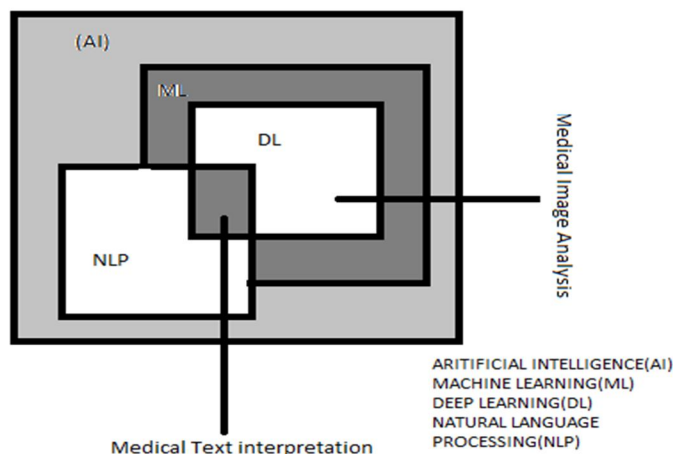 (AI)
ML
DL
NLP
Medical Image Analysis
ARITIFICIAL INTELLIGENCE(AI)
MACHINE LEARNING(ML)
DEEP LEARNING(DL)
NATURAL LANGUAGE
PROCESSING(NLP)
Medical Text interpretation